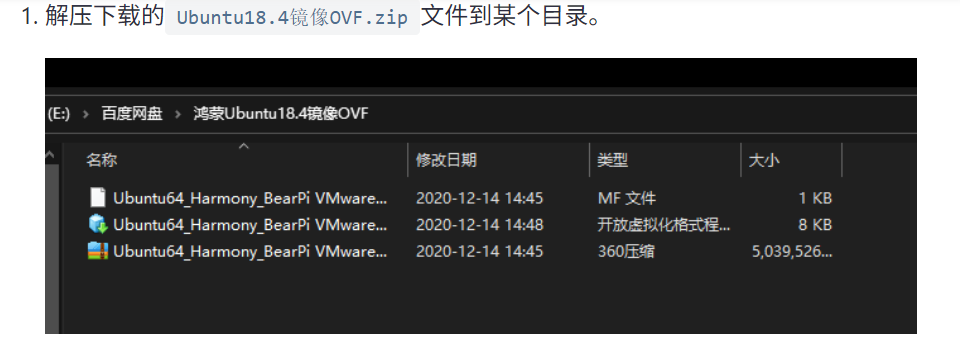 1. 解压下载的 Ubuntu18.4镜像OVF.zip 文件到某个目录。
(E:) › 百度网盘 › 鸿蒙Ubuntu18.4镜像OVF
名称 修改日期 类型 大小
Ubuntu64_Harmony_BearPi VMware... 2020-12-14 14:45 MF 文件 1 KB
Ubuntu64_Harmony_BearPi VMware... 2020-12-14 14:48 开放虚拟化格式程... 8 KB
Ubuntu64_Harmony_BearPi VMware... 2020-12-14 14:45 360压缩 5,039,526...